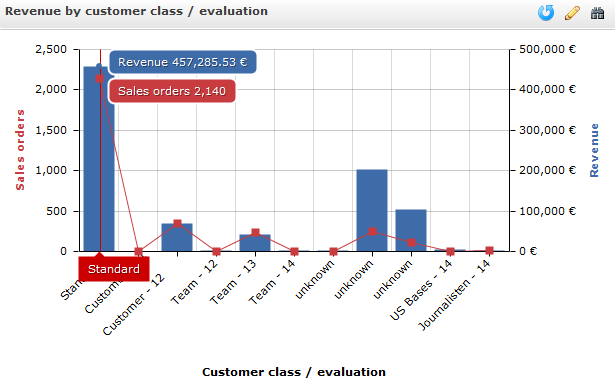 Revenue by customer class / evaluation
2,500
2,000
1,500
1,000
500
0
Sales orders
500,000 €
400,000 €
300,000 €
200,000 €
100,000 €
0 €
Revenue
Revenue 457,285.53 €
Sales orders 2,140
Standard
Customer - 12
Team - 12
Team - 13
Team - 14
unknown
unknown
unknown
US Bases - 14
Journalisten - 14
Customer class / evaluation